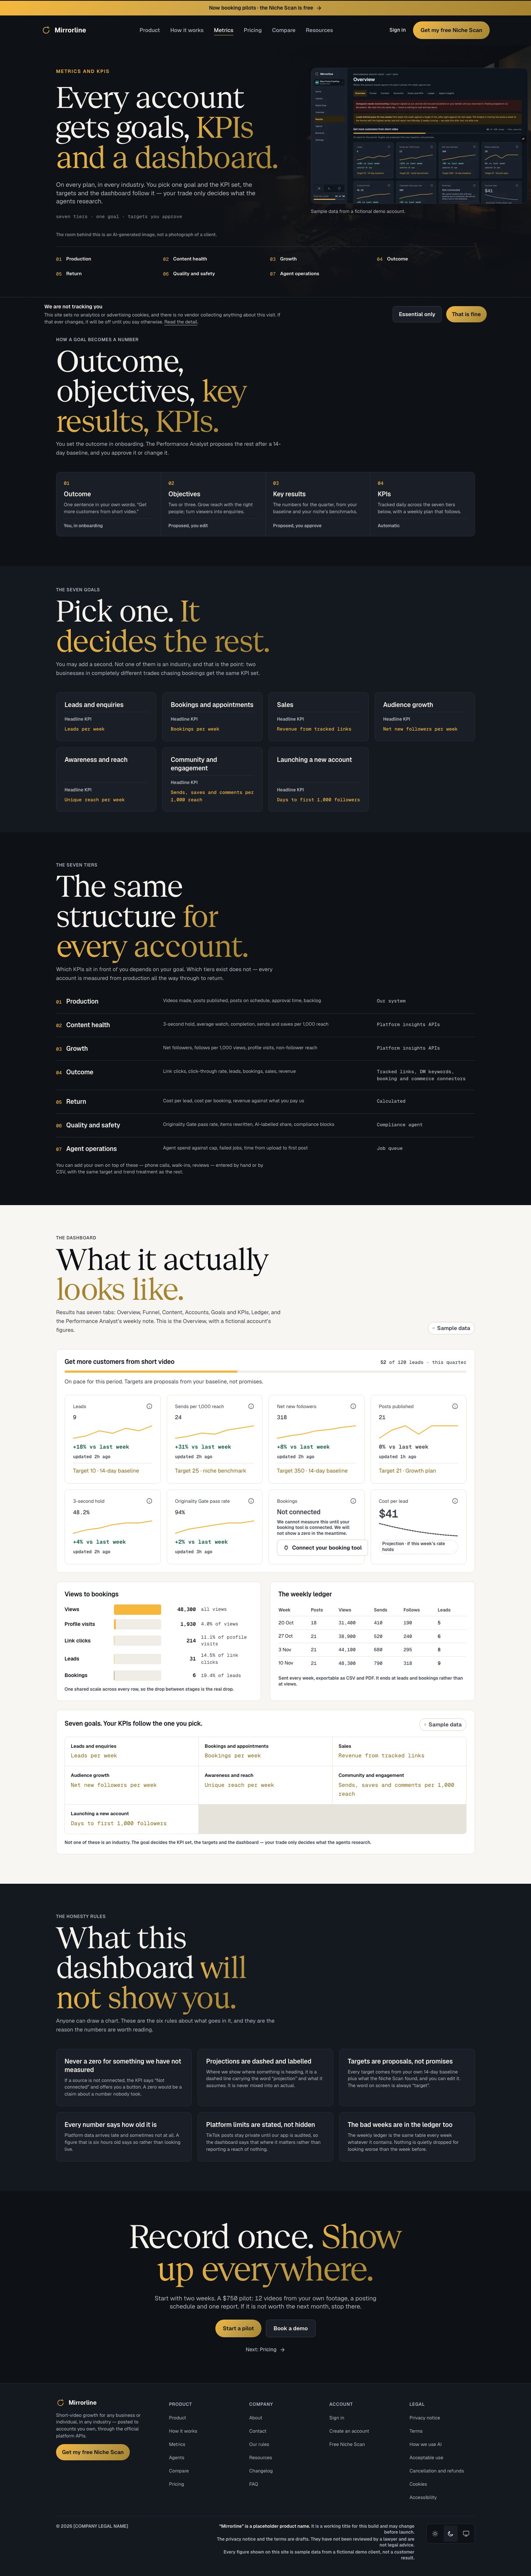 Now booking pilots · the Niche Scan is free →
Mirrorline
Product
How it works
Metrics
Pricing
Compare
Resources
Sign in
Get my free Niche Scan
METRICS AND KPIS
Every account
gets goals, KPIs
and a dashboard.
On every plan, in every industry. You pick one goal and the KPI set, the
targets and the dashboard follow it — your trade only decides what the
agents research.
seven tiers · one goal · targets you approve
The room behind this is an AI-generated image, not a photograph of a client.
Mirrorline
Overview
Sample data from a fictional demo account.
01 Production
02 Content health
03 Growth
04 Outcome
05 Return
06 Quality and safety
07 Agent operations
We are not tracking you
This site sets no analytics or advertising cookies, and there is no vendor collecting anything about this visit. If
that ever changes, it will be off until you say otherwise. Read the detail.
Essential only
That is fine
HOW A GOAL BECOMES A NUMBER
Outcome,
objectives, key
results, KPIs.
You set the outcome in onboarding. The Performance Analyst proposes the rest after a 14-
day baseline, and you approve it or change it.
01
Outcome
One sentence in your own words. "Get
more customers from short video."
You, in onboarding
02
Objectives
Two or three. Grow reach with the right
people; turn viewers into enquiries.
Proposed, you edit
03
Key results
The numbers for the quarter, from your
baseline and your niche's benchmarks.
Proposed, you approve
04
KPIs
Tracked daily across the seven tiers
below, with a weekly plan that follows.
Automatic
THE SEVEN GOALS
Pick one. It
decides the rest.
You may add a second. Not one of them is an industry, and that is the point: two
businesses in completely different trades chasing bookings get the same KPI set.
Leads and enquiries
Headline KPI
Leads per week
Bookings and appointments
Headline KPI
Bookings per week
Sales
Headline KPI
Revenue from tracked links
Audience growth
Headline KPI
Net new followers per week
Awareness and reach
Headline KPI
Unique reach per week
Community and
engagement
Headline KPI
Sends, saves and comments per
1,000 reach
Launching a new account
Headline KPI
Days to first 1,000 followers
THE SEVEN TIERS
The same
structure for
every account.
Which KPIs sit in front of you depends on your goal. Which tiers exist does not — every
account is measured from production all the way through to return.
01 Production
Videos made, posts published, posts on schedule, approval time, backlog
Our system
02 Content health
3-second hold, average watch, completion, sends and saves per 1,000 reach
Platform insights APIs
03 Growth
Net followers, follows per 1,000 views, profile visits, non-follower reach
Platform insights APIs
04 Outcome
Link clicks, click-through rate, leads, bookings, sales, revenue
Tracked links, DM keywords,
booking and commerce connectors
05 Return
Cost per lead, cost per booking, revenue against what you pay us
Calculated
06 Quality and safety
Originality Gate pass rate, items rewritten, AI-labelled share, compliance blocks
Compliance agent
07 Agent operations
Agent spend against cap, failed jobs, time from upload to first post
Job queue
You can add your own on top of these — phone calls, walk-ins, reviews — entered by hand or by
CSV, with the same target and trend treatment as the rest.
THE DASHBOARD
What it actually
looks like.
Results has seven tabs: Overview, Funnel, Content, Accounts, Goals and KPIs, Ledger, and
the Performance Analyst's weekly note. This is the Overview, with a fictional account's
figures.
Sample data
Get more customers from short video
52 of 120 leads · this quarter
On pace for this period. Targets are proposals from your baseline, not promises.
Leads
9
+18% vs last week
updated 2h ago
Target 10 · 14-day baseline
Sends per 1,000 reach
24
+31% vs last week
updated 2h ago
Target 25 · niche benchmark
Net new followers
318
+8% vs last week
updated 2h ago
Target 350 · 14-day baseline
Posts published
21
0% vs last week
updated 1h ago
Target 21 · Growth plan
3-second hold
48.2%
+4% vs last week
updated 2h ago
Originality Gate pass rate
94%
+2% vs last week
updated 3h ago
Bookings
Not connected
We cannot measure this until your
booking tool is connected. We will
not show a zero in the meantime.
Connect your booking tool
Cost per lead
$41
Projection · if this week's rate
holds
Views to bookings
Views 48,300 all views
Profile visits 1,930 4.0% of views
Link clicks 214 11.1% of profile
visits
Leads 31 14.5% of link
clicks
Bookings 6 19.4% of leads
One shared scale across every row, so the drop between stages is the real drop.
The weekly ledger
Week Posts Views Sends Follows Leads
20 Oct 18 31,400 410 190 5
27 Oct 21 38,900 520 240 6
3 Nov 21 44,100 680 295 8
10 Nov 21 48,300 790 318 9
Sent every week, exportable as CSV and PDF. It ends at leads and bookings rather than
at views.
Seven goals. Your KPIs follow the one you pick.
Sample data
Leads and enquiries
Leads per week
Bookings and appointments
Bookings per week
Sales
Revenue from tracked links
Audience growth
Net new followers per week
Awareness and reach
Unique reach per week
Community and engagement
Sends, saves and comments per 1,000
reach
Launching a new account
Days to first 1,000 followers
Not one of these is an industry. The goal decides the KPI set, the targets and the dashboard — your trade only decides what the agents research.
THE HONESTY RULES
What this
dashboard will
not show you.
Anyone can draw a chart. These are the six rules about what goes in it, and they are the
reason the numbers are worth reading.
Never a zero for something we have not
measured
If a source is not connected, the KPI says "Not
connected" and offers you a button. A zero would be a
claim about a number nobody took.
Projections are dashed and labelled
Where we show where something is heading, it is a
dashed line carrying the word "projection" and what it
assumes. It is never mixed into an actual.
Targets are proposals, not promises
Every target comes from your own 14-day baseline
plus what the Niche Scan found, and you can edit it.
The word on screen is always "target".
Every number says how old it is
Platform data arrives late and sometimes not at all. A
figure that is six hours old says so rather than looking
live.
Platform limits are stated, not hidden
TikTok posts stay private until our app is audited, so
the dashboard says that where it matters rather than
reporting a reach of nothing.
The bad weeks are in the ledger too
The weekly ledger is the same table every week
whatever it contains. Nothing is quietly dropped for
looking worse than the week before.
Record once. Show
up everywhere.
Start with two weeks. A $750 pilot: 12 videos from your own footage, a posting
schedule and one report. If it is not worth the next month, stop there.
Start a pilot
Book a demo
Next: Pricing →
Mirrorline
Short-video growth for any business or
individual, in any industry — posted to
accounts you own, through the official
platform APIs.
Get my free Niche Scan
PRODUCT
Product
How it works
Metrics
Agents
Compare
Pricing
COMPANY
About
Contact
Our rules
Resources
Changelog
FAQ
ACCOUNT
Sign in
Create an account
Free Niche Scan
LEGAL
Privacy notice
Terms
How we use AI
Acceptable use
Cancellation and refunds
Cookies
Accessibility
© 2026 [COMPANY LEGAL NAME]
"Mirrorline" is a placeholder product name. It is a working title for this build and may change
before launch.
The privacy notice and the terms are drafts. They have not been reviewed by a lawyer and are
not legal advice.
Every figure shown on this site is sample data from a fictional demo client, not a customer
result.